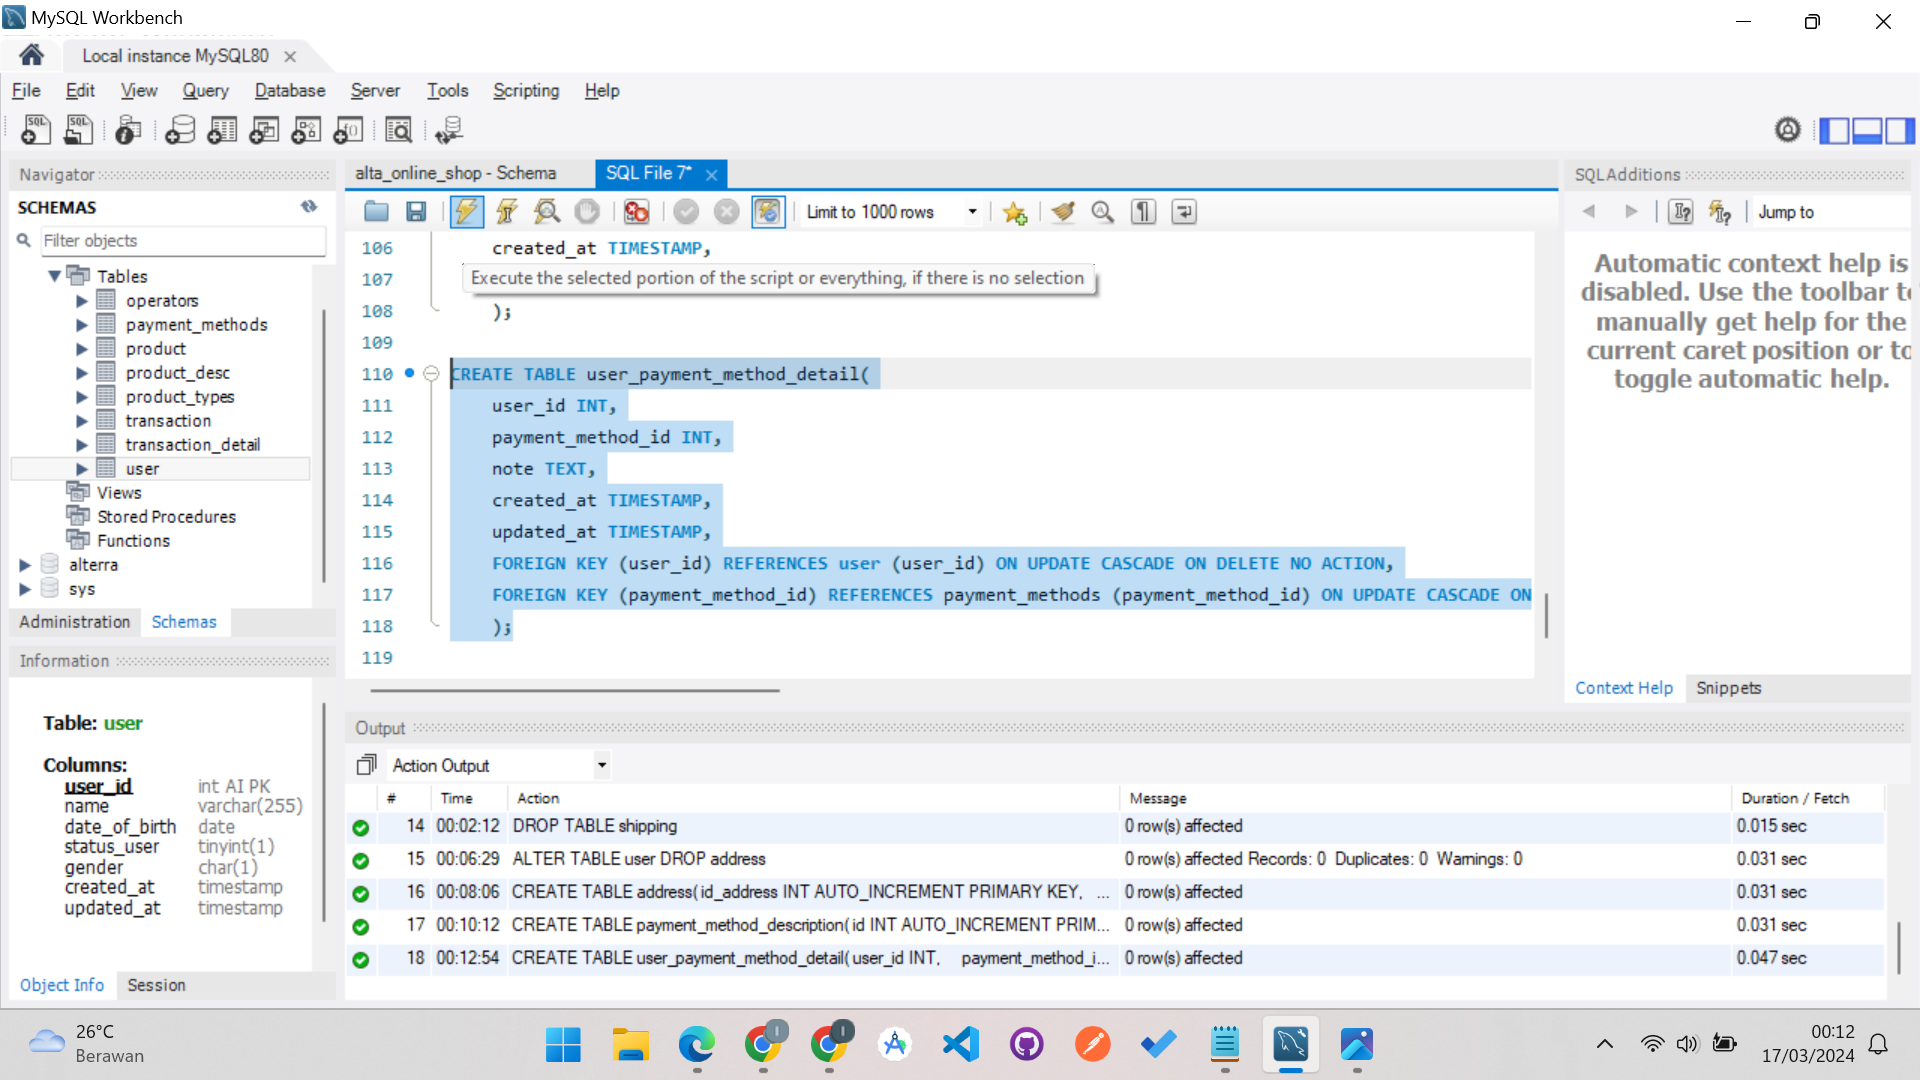 MySQL Workbench
Local instance MySQL80
File Edit View Query Database Server Tools Scripting Help
Navigator
SCHEMAS
Filter objects
Tables
operators
payment_methods
product
product_desc
product_types
transaction
transaction_detail
user
Views
Stored Procedures
Functions
alterra
sys
Administration Schemas
Information
Table: user
Columns:
user_id int AI PK
name varchar(255)
date_of_birth date
status_user tinyint(1)
gender char(1)
created_at timestamp
updated_at timestamp
Object Info Session
alta_online_shop - Schema SQL File 7*
Limit to 1000 rows
106 created_at TIMESTAMP,
107
Execute the selected portion of the script or everything, if there is no selection
108 );
109
110 CREATE TABLE user_payment_method_detail(
111 user_id INT,
112 payment_method_id INT,
113 note TEXT,
114 created_at TIMESTAMP,
115 updated_at TIMESTAMP,
116 FOREIGN KEY (user_id) REFERENCES user (user_id) ON UPDATE CASCADE ON DELETE NO ACTION,
117 FOREIGN KEY (payment_method_id) REFERENCES payment_methods (payment_method_id) ON UPDATE CASCADE ON
118 );
119
SQLAdditions
Jump to
Automatic context help is
disabled. Use the toolbar to
manually get help for the
current caret position or to
toggle automatic help.
Context Help Snippets
Output
Action Output
# Time Action Message Duration / Fetch
14 00:02:12 DROP TABLE shipping 0 row(s) affected 0.015 sec
15 00:06:29 ALTER TABLE user DROP address 0 row(s) affected Records: 0 Duplicates: 0 Warnings: 0 0.031 sec
16 00:08:06 CREATE TABLE address( id_address INT AUTO_INCREMENT PRIMARY KEY, ... 0 row(s) affected 0.031 sec
17 00:10:12 CREATE TABLE payment_method_description( id INT AUTO_INCREMENT PRIM... 0 row(s) affected 0.031 sec
18 00:12:54 CREATE TABLE user_payment_method_detail( user_id INT, payment_method_i... 0 row(s) affected 0.047 sec
26°C
Berawan
00:12
17/03/2024